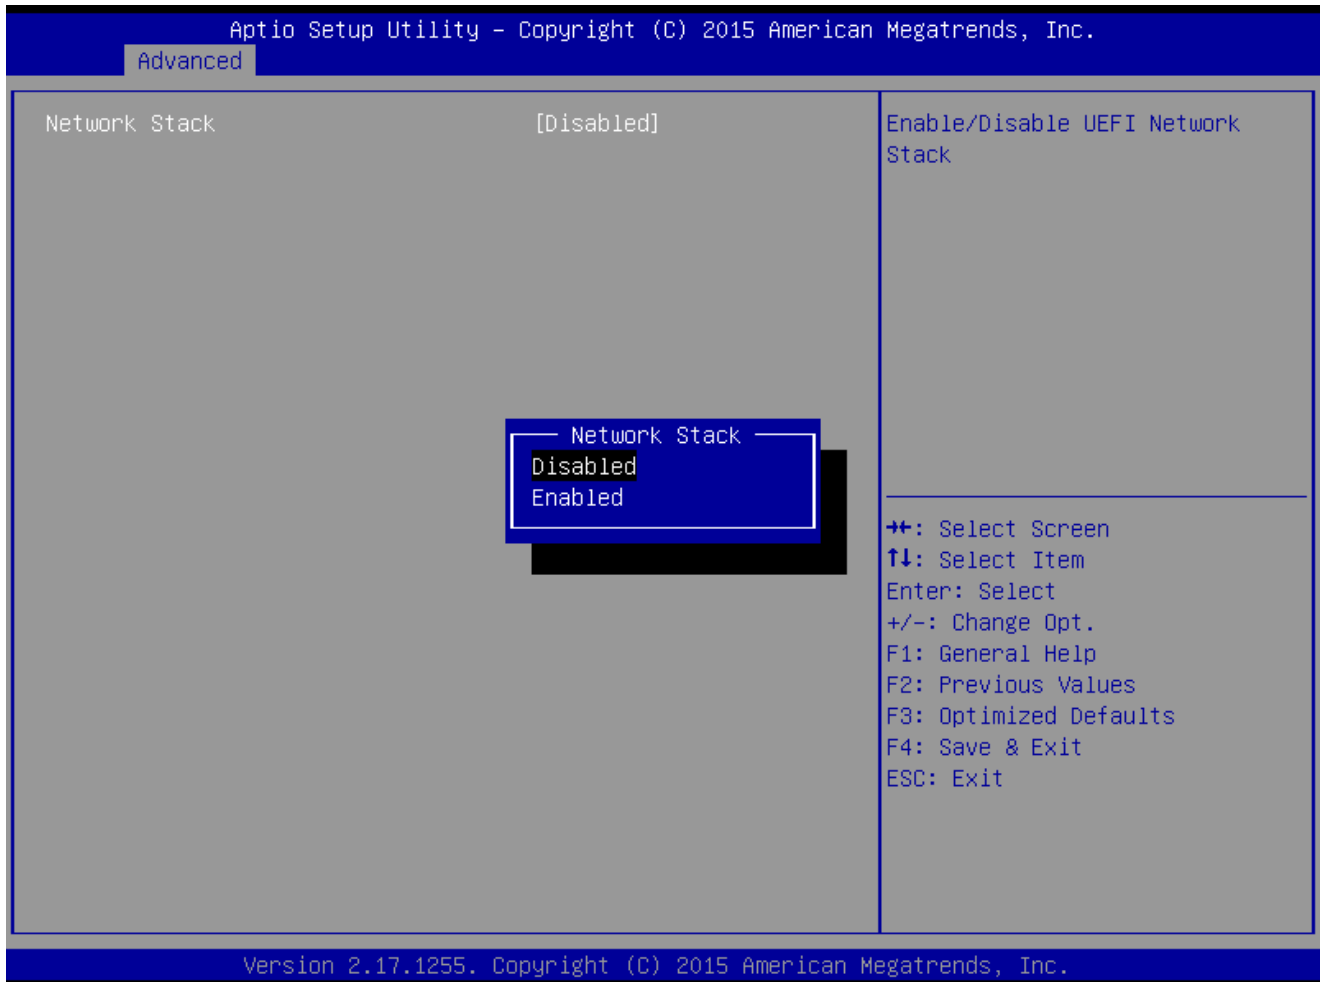 Aptio Setup Utility – Copyright (C) 2015 American Megatrends, Inc.
Advanced
Network Stack [Disabled]
Enable/Disable UEFI Network
Stack
Network Stack
Disabled
Enabled
→←: Select Screen
↑↓: Select Item
Enter: Select
+/-: Change Opt.
F1: General Help
F2: Previous Values
F3: Optimized Defaults
F4: Save & Exit
ESC: Exit
Version 2.17.1255. Copyright (C) 2015 American Megatrends, Inc.